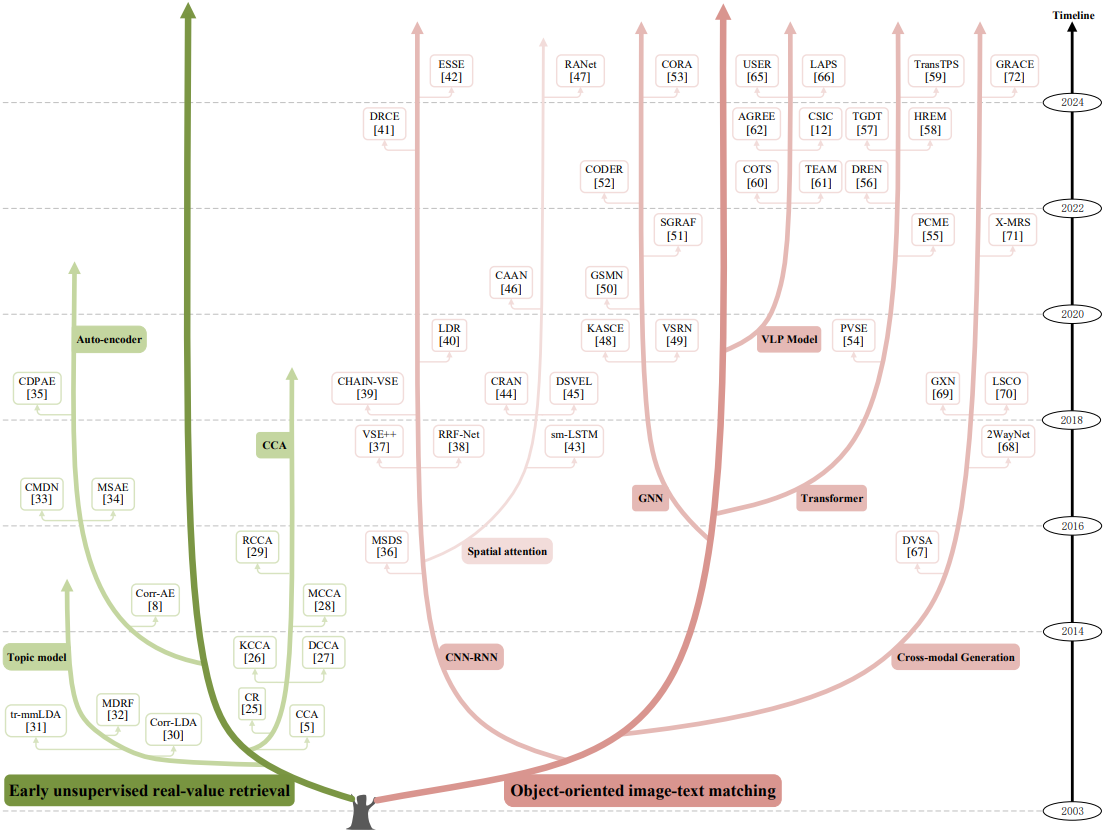 Timeline
ESSE
[42]
RANet
[47]
CORA
[53]
USER
[65]
LAPS
[66]
TransTPS
[59]
GRACE
[72]
2024
DRCE
[41]
AGREE
[62]
CSIC
[12]
TGDT
[57]
HREM
[58]
CODER
[52]
COTS
[60]
TEAM
[61]
DREN
[56]
2022
SGRAF
[51]
PCME
[55]
X-MRS
[71]
CAAN
[46]
GSMN
[50]
2020
Auto-encoder
LDR
[40]
KASCE
[48]
VSRN
[49]
VLP Model
PVSE
[54]
CDPAE
[35]
CHAIN-VSE
[39]
CRAN
[44]
DSVEL
[45]
GXN
[69]
LSCO
[70]
2018
CCA
VSE++
[37]
RRF-Net
[38]
sm-LSTM
[43]
2WayNet
[68]
CMDN
[33]
MSAE
[34]
GNN
Transformer
2016
RCCA
[29]
MSDS
[36]
Spatial attention
DVSA
[67]
Corr-AE
[8]
MCCA
[28]
2014
Topic model
KCCA
[26]
DCCA
[27]
CNN-RNN
Cross-modal Generation
tr-mmLDA
[31]
MDRF
[32]
Corr-LDA
[30]
CR
[25]
CCA
[5]
Early unsupervised real-value retrieval
Object-oriented image-text matching
2003